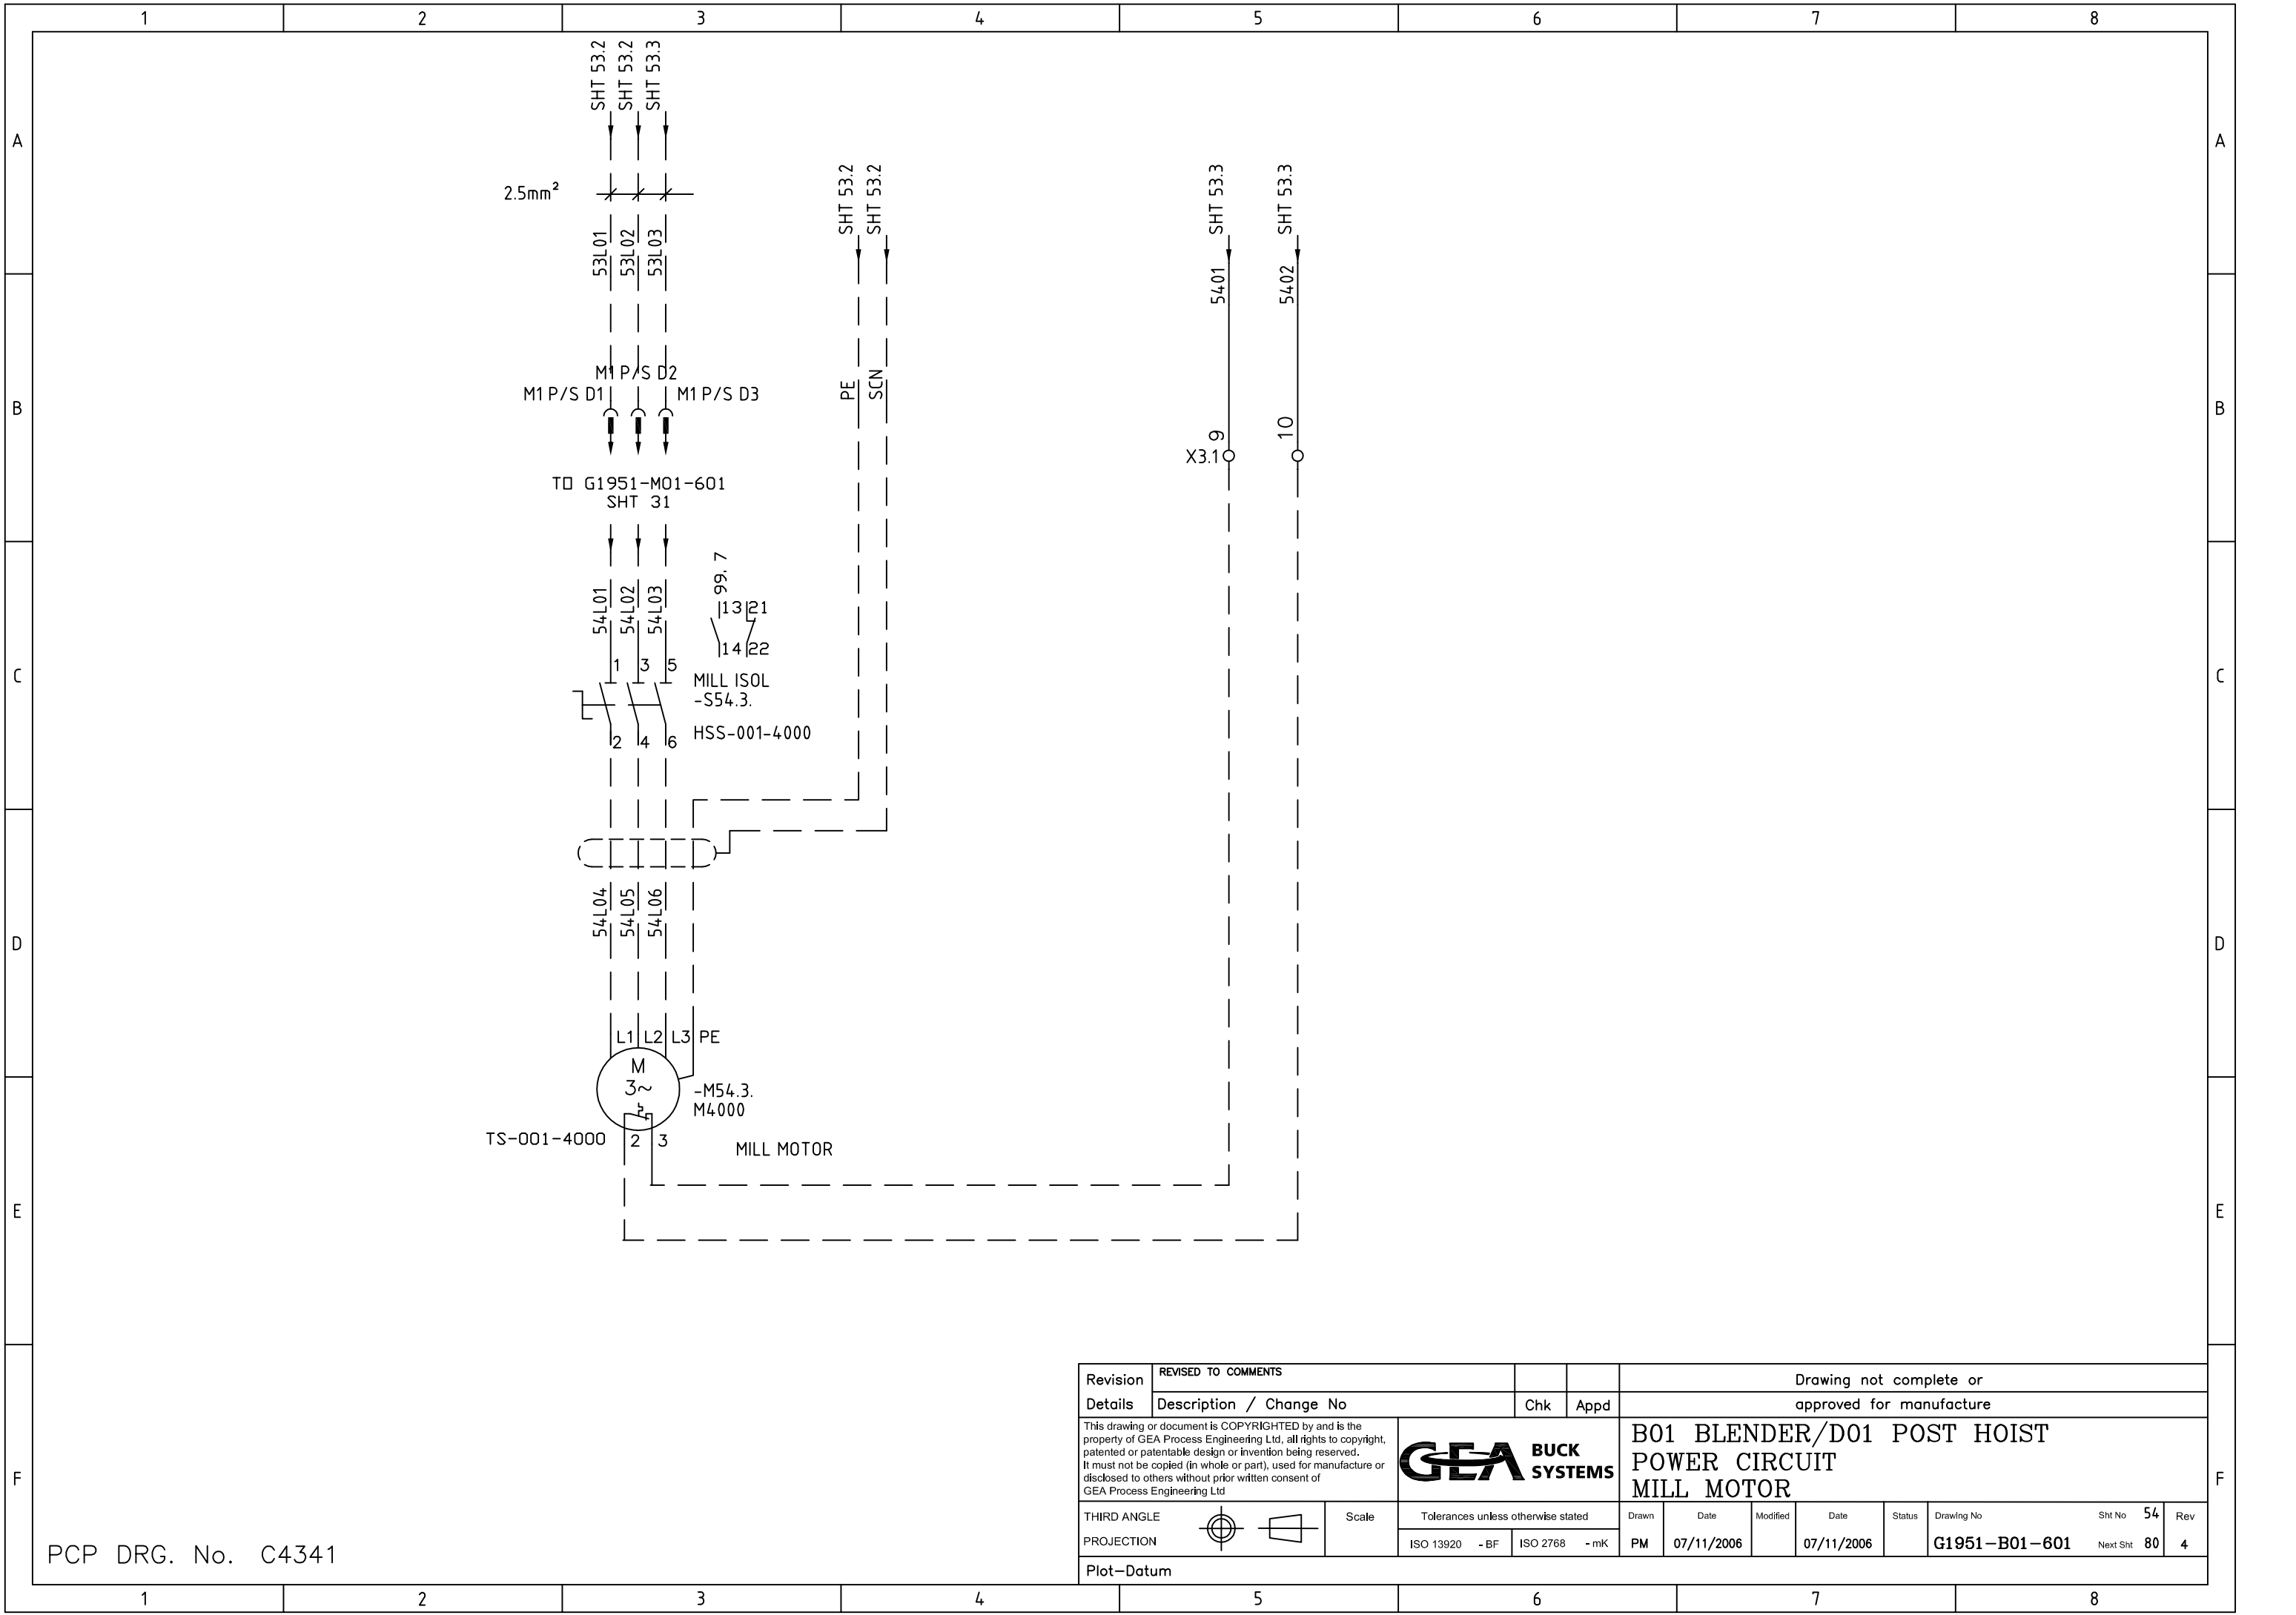 1 2 3 4 5 6 7 8
SHT 53.2
SHT 53.2
SHT 53.3
A
A
2.5mm²
SHT 53.2
SHT 53.2
SHT 53.3
SHT 53.3
53L01
53L02
53L03
5401
5402
M1 P/S D2
M1 P/S D1
M1 P/S D3
PE
SCN
B
B
9
10
X3.1
TO G1951-M01-601
SHT 31
99.7
54L01
54L02
54L03
13 21
14 22
1 3 5
C
C
MILL ISOL
-S54.3.
HSS-001-4000
2 4 6
54L04
54L05
54L06
D
D
L1 L2 L3 PE
M
3~
-M54.3.
M4000
TS-001-4000
2 3
MILL MOTOR
E
E
Revision
REVISED TO COMMENTS
Drawing not complete or
Details
Description / Change No
Chk
Appd
approved for manufacture
This drawing or document is COPYRIGHTED by and is the
property of GEA Process Engineering Ltd, all rights to copyright,
patented or patentable design or invention being reserved.
It must not be copied (in whole or part), used for manufacture or
disclosed to others without prior written consent of
GEA Process Engineering Ltd
GEA BUCK
SYSTEMS
B01 BLENDER/D01 POST HOIST
POWER CIRCUIT
MILL MOTOR
F
F
THIRD ANGLE
PROJECTION
Scale
Tolerances unless otherwise stated
ISO 13920 - BF
ISO 2768 - mK
Drawn
PM
Date
07/11/2006
Modified
Date
07/11/2006
Status
Drawing No
G1951-B01-601
Sht No 54
Next Sht 80
Rev
4
Plot-Datum
PCP DRG. No. C4341
1 2 3 4 5 6 7 8